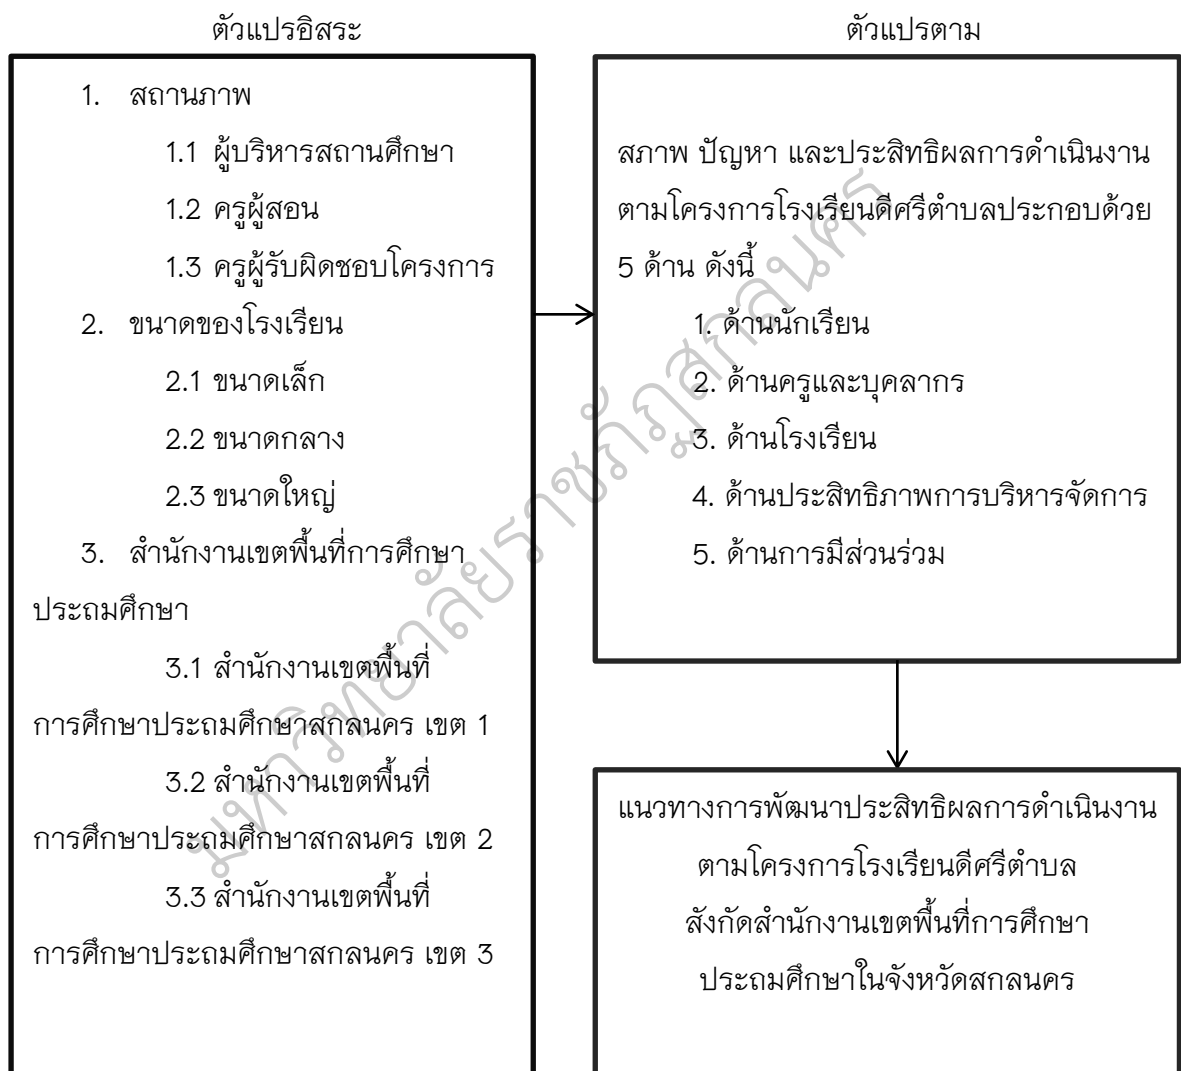 ตัวแปรอิสระ
1. สถานภาพ
1.1 ผู้บริหารสถานศึกษา
1.2 ครูผู้สอน
1.3 ครูผู้รับผิดชอบโครงการ
2. ขนาดของโรงเรียน
2.1 ขนาดเล็ก
2.2 ขนาดกลาง
2.3 ขนาดใหญ่
3. สำนักงานเขตพื้นที่การศึกษา
ประถมศึกษา
3.1 สำนักงานเขตพื้นที่
การศึกษาประถมศึกษาสกลนคร เขต 1
3.2 สำนักงานเขตพื้นที่
การศึกษาประถมศึกษาสกลนคร เขต 2
3.3 สำนักงานเขตพื้นที่
การศึกษาประถมศึกษาสกลนคร เขต 3
ตัวแปรตาม
สภาพ ปัญหา และประสิทธิผลการดำเนินงาน
ตามโครงการโรงเรียนดีศรีตำบลประกอบด้วย
5 ด้าน ดังนี้
1. ด้านนักเรียน
2. ด้านครูและบุคลากร
3. ด้านโรงเรียน
4. ด้านประสิทธิภาพการบริหารจัดการ
5. ด้านการมีส่วนร่วม
แนวทางการพัฒนาประสิทธิผลการดำเนินงาน
ตามโครงการโรงเรียนดีศรีตำบล
สังกัดสำนักงานเขตพื้นที่การศึกษา
ประถมศึกษาในจังหวัดสกลนคร
มหาวิทยาลัยราชภัฏสกลนคร